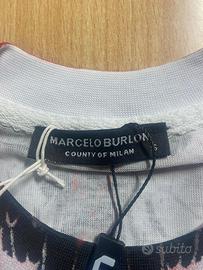 MARCELO BURLON
COUNTY OF MILAN
S
subito